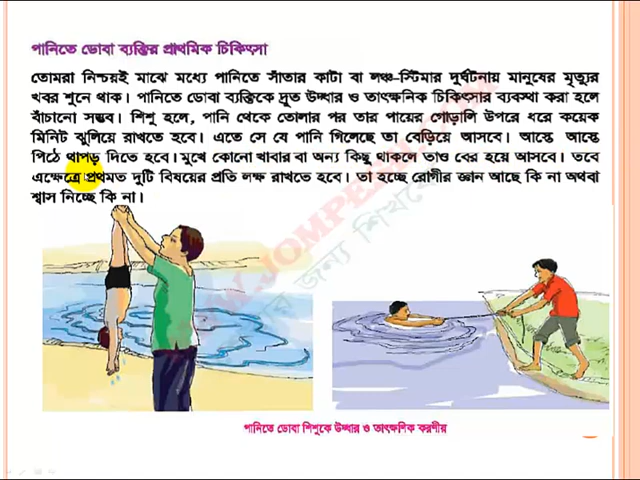 পানিতে ডোবা ব্যক্তির প্রাথমিক চিকিৎসা
তোমরা নিশ্চয়ই মাঝে মধ্যে পানিতে সাঁতার কাটা বা লঞ্চ-স্টিমার দুর্ঘটনায় মানুষের মৃত্যুর
খবর শুনে থাক। পানিতে ডোবা ব্যক্তিকে দ্রুত উদ্ধার ও তাৎক্ষনিক চিকিৎসার ব্যবস্থা করা হলে
বাঁচানো সম্ভব। শিশু হলে, পানি থেকে তোলার পর তার পায়ের গোড়ালি উপরে ধরে কয়েক
মিনিট ঝুলিয়ে রাখতে হবে। এতে সে যে পানি গিলেছে তা বেড়িয়ে আসবে। আস্তে আস্তে
পিঠে থাপড় দিতে হবে। মুখে কোনো খাবার বা অন্য কিছু থাকলে তাও বের হয়ে আসবে। তবে
এক্ষেত্রে প্রথমত দুটি বিষয়ের প্রতি লক্ষ রাখতে হবে। তা হচ্ছে রোগীর জ্ঞান আছে কি না অথবা
শ্বাস নিচ্ছে কি না।
পানিতে ডোবা শিশুকে উদ্ধার ও তাৎক্ষণিক করণীয়